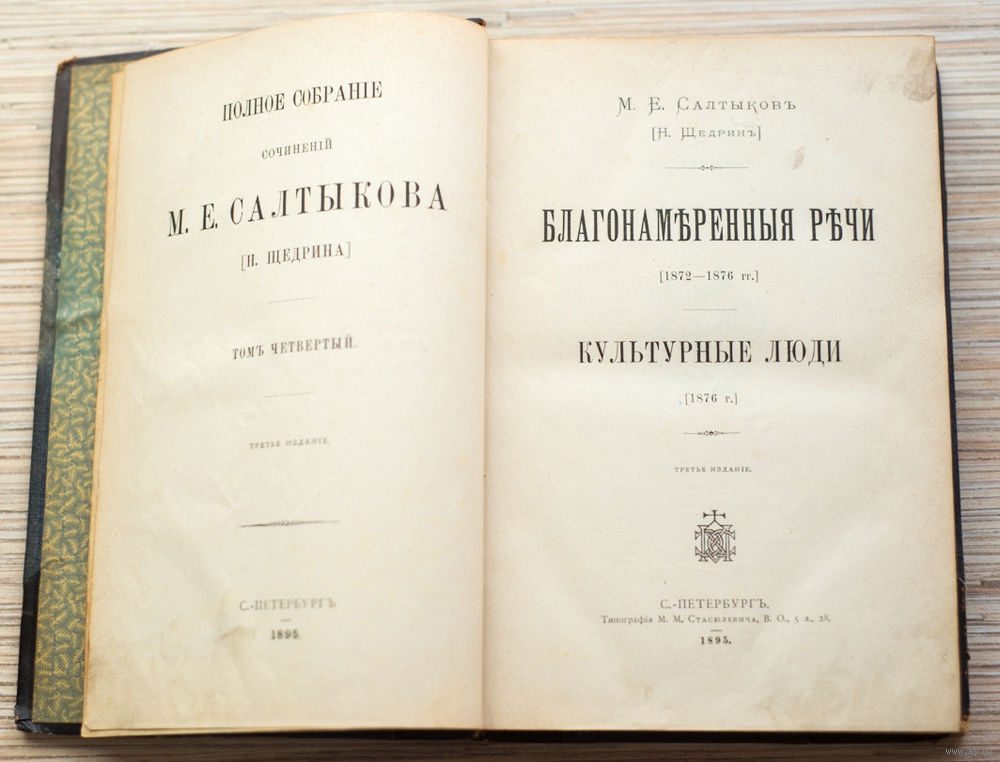 ПОЛНОЕ СОБРАНІЕ
СОЧИНЕНІЙ
М. Е. САЛТЫКОВА
[Н. ЩЕДРИНА]
ТОМЪ ЧЕТВЕРТЫЙ.
ТРЕТЬЕ ИЗДАНІЕ.
С.-ПЕТЕРБУРГЪ
1895
М. Е. Салтыковъ
[Н. Щедринъ]
БЛАГОНАМѢРЕННЫЯ РѢЧИ
[1872—1876 гг.]
КУЛЬТУРНЫЕ ЛЮДИ
[1876 г.]
ТРЕТЬЕ ИЗДАНІЕ.
С.-ПЕТЕРБУРГЪ.
Типографія М. М. Стасюлевича, В. О., 5 л., 28.
1895.